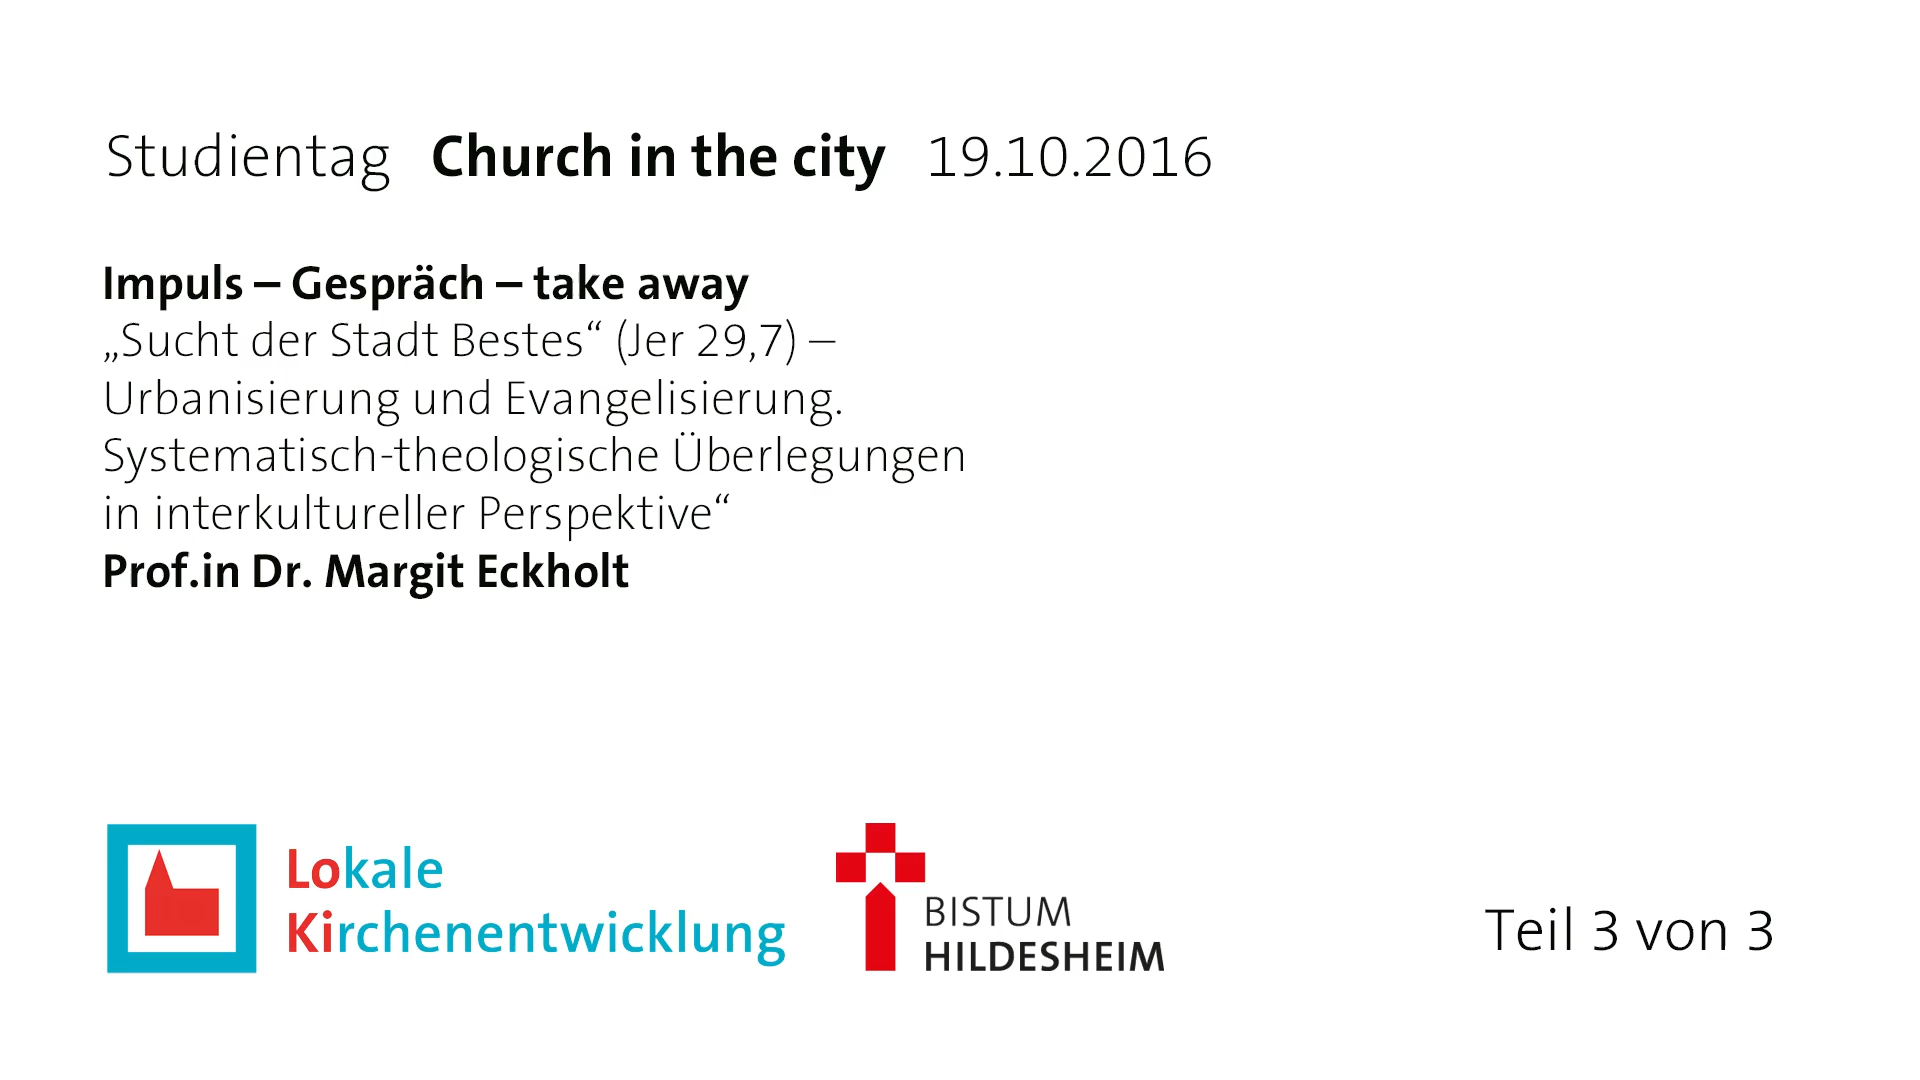 Studientag Church in the city 19.10.2016
Impuls – Gespräch – take away
„Sucht der Stadt Bestes“ (Jer 29,7) –
Urbanisierung und Evangelisierung.
Systematisch-theologische Überlegungen
in interkultureller Perspektive“
Prof.in Dr. Margit Eckholt
Lokale
Kirchenentwicklung
BISTUM
HILDESHEIM
Teil 3 von 3